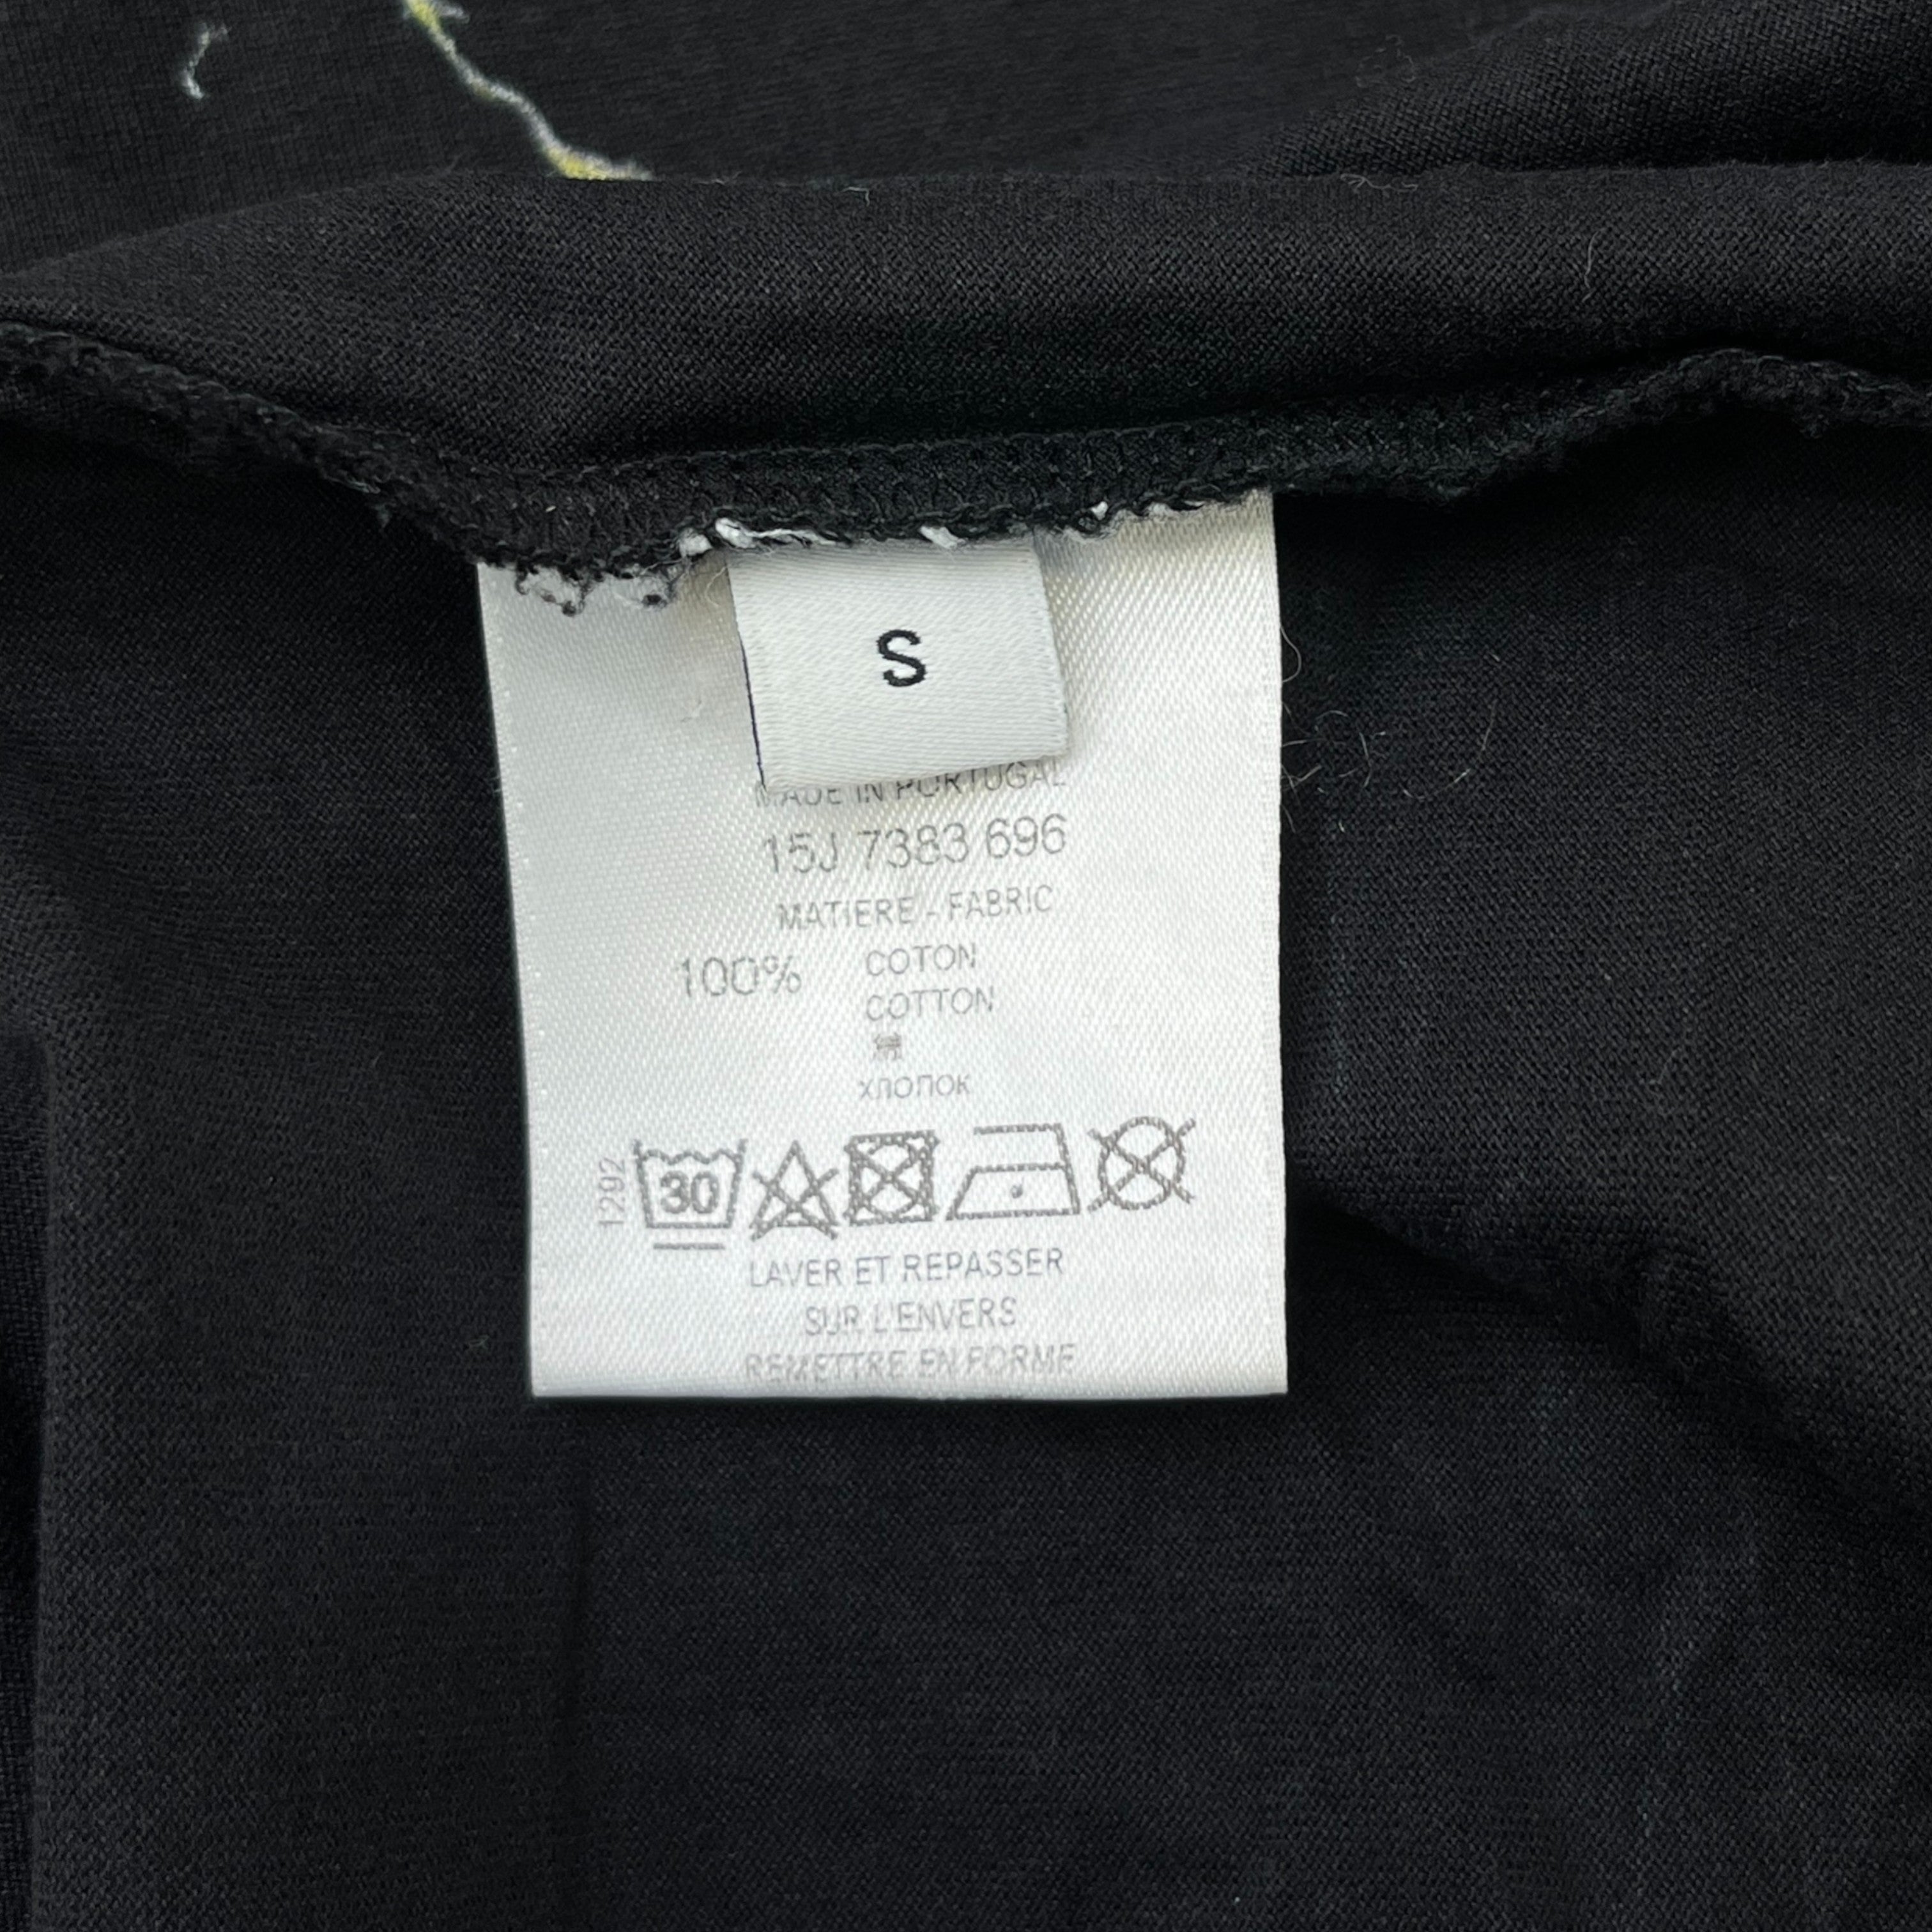 S
MADE IN PORTUGAL
15J 7383 696
MATIERE - FABRIC
100% COTON
COTTON
хлопок
1292
30
LAVER ET REPASSER
SUR L'ENVERS
REMETTRE EN FORME